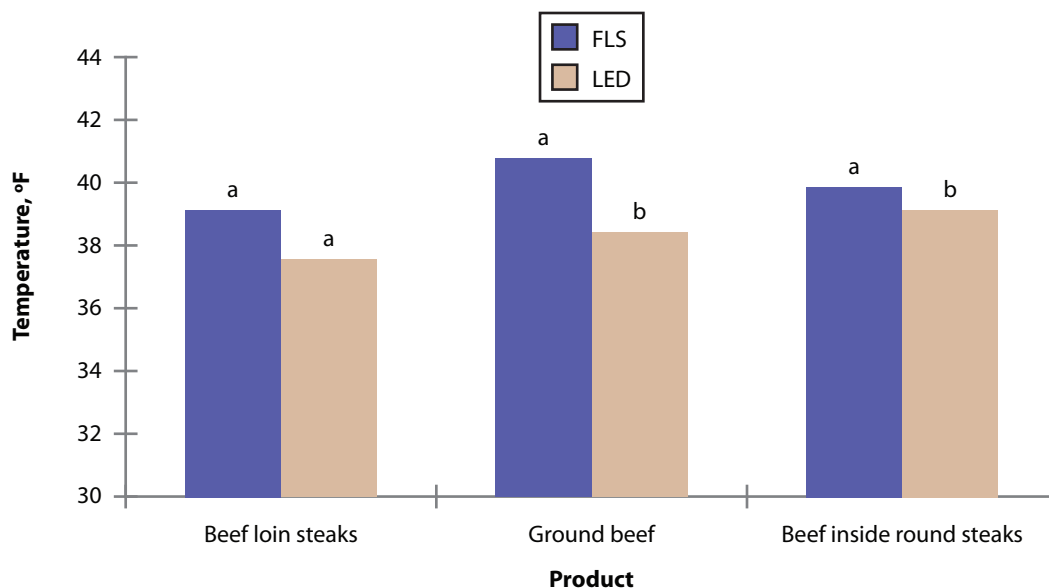 FLS
LED
44
42
40
38
36
34
32
30
Temperature, ºF
a
a
a
b
a
b
Beef loin steaks
Ground beef
Beef inside round steaks
Product